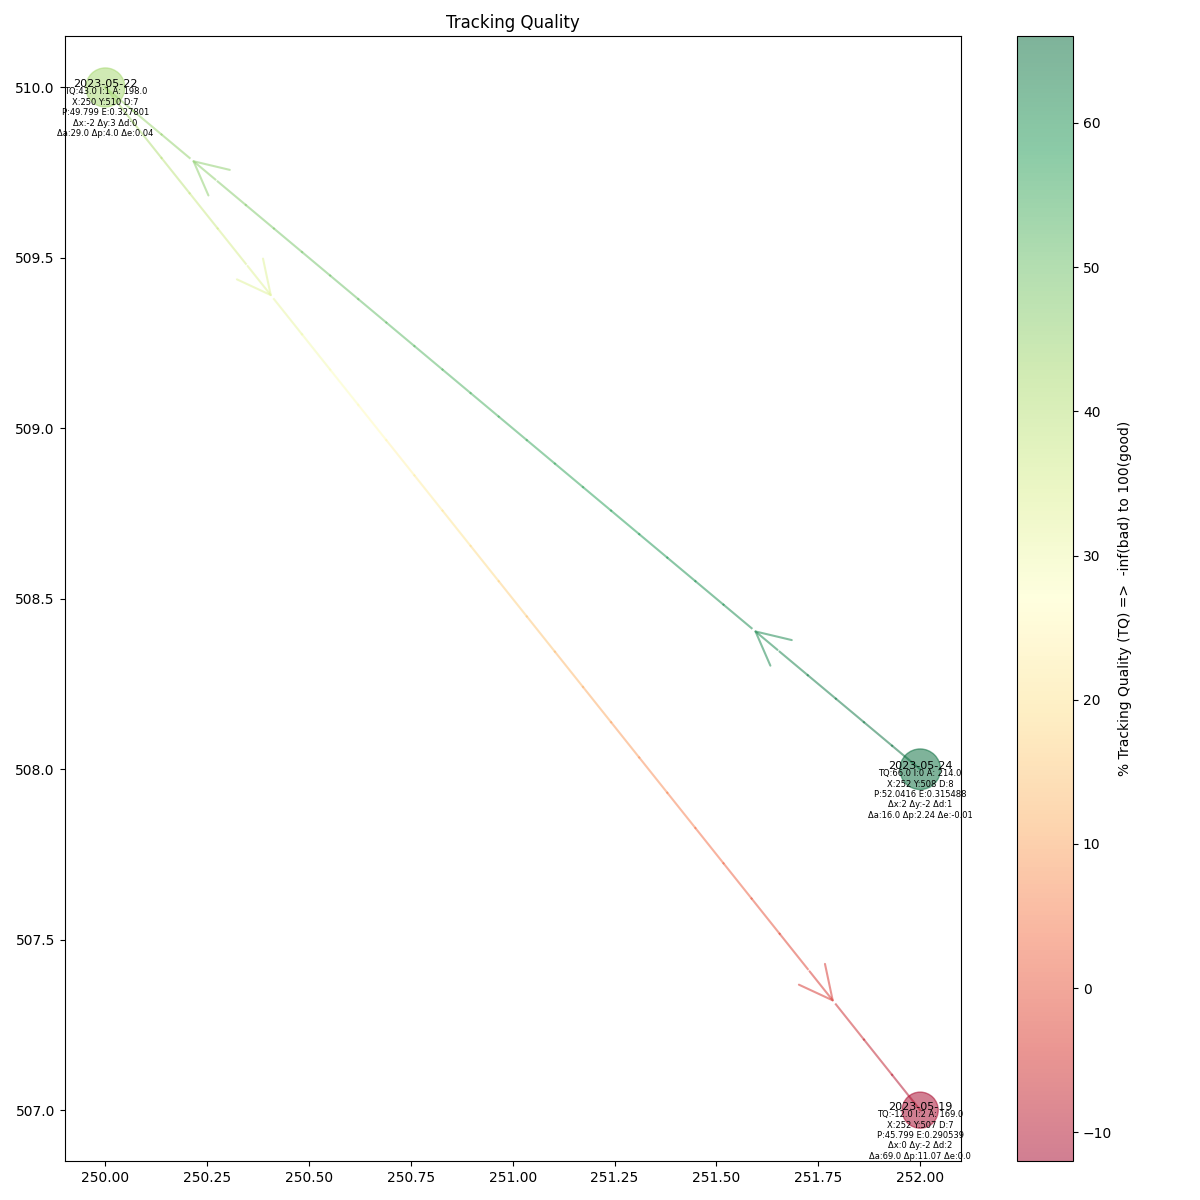 Tracking Quality
510.0
509.5
509.0
508.5
508.0
507.5
507.0
250.00 250.25 250.50 250.75 251.00 251.25 251.50 251.75 252.00
2023-05-22
TQ:43.0 I:1 A: 198.0
X:250 Y:510 D:7
P:49.799 E:0.327801
Δx:-2 Δy:3 Δd:0
Δa:29.0 Δp:4.0 Δe:0.04
2023-05-24
TQ:66.0 I:0 A: 214.0
X:252 Y:508 D:8
P:52.0416 E:0.315488
Δx:2 Δy:-2 Δd:1
Δa:16.0 Δp:2.24 Δe:-0.01
2023-05-19
TQ:-12.0 I:2 A: 169.0
X:252 Y:507 D:7
P:45.799 E:0.290539
Δx:0 Δy:-2 Δd:2
Δa:69.0 Δp:11.07 Δe:0.0
60
50
40
30
20
10
0
−10
% Tracking Quality (TQ) => -inf(bad) to 100(good)